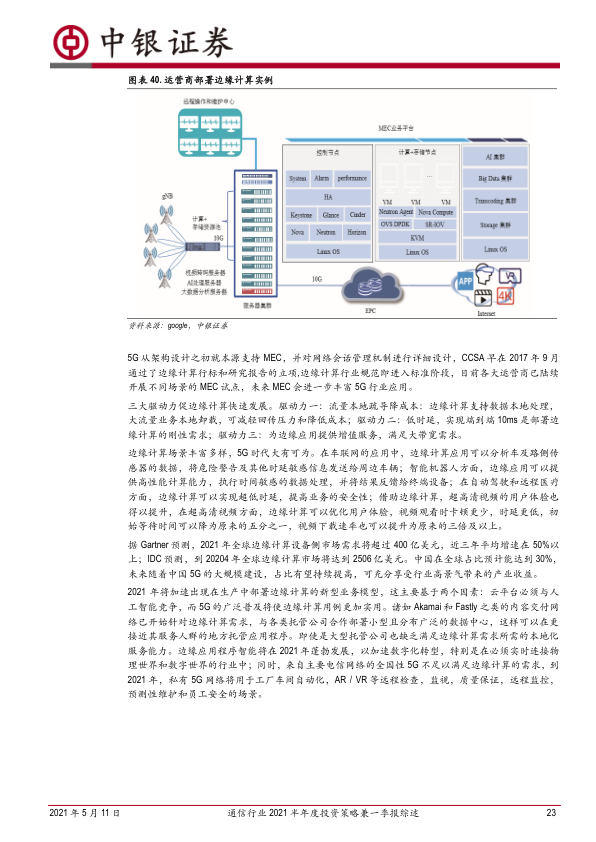 中银证券
图表 40. 运营商部署边缘计算实例
远程操作和维护中心
MEC业务平台
控制节点
计算+存储节点
AI 集群
System
Alarm
performance
...
Big Data 集群
HA
VM
VM
VM
Transcoding 集群
gNB
计算+
存储资源池
10G
Keystone
Glance
Cinder
Neutron Agent
Nova Compute
OVS DPDK
SR-IOV
Storage 集群
Nova
Neutron
Horizon
KVM
Linux OS
Linux OS
Linux OS
视频转码服务器
AI处理服务器
大数据分析服务器
服务器集群
10G
EPC
APP
VR
4K
Internet
资料来源：google，中银证券
5G 从架构设计之初就本源支持 MEC，并对网络会话管理机制进行详细设计，CCSA 早在 2017 年 9 月
通过了边缘计算行标和研究报告的立项,边缘计算行业规范即进入标准阶段，目前各大运营商已陆续
开展不同场景的 MEC 试点，未来 MEC 会进一步丰富 5G 行业应用。
三大驱动力促边缘计算快速发展。驱动力一：流量本地疏导降成本：边缘计算支持数据本地处理，
大流量业务本地卸载，可减轻回传压力和降低成本；驱动力二：低时延，实现端到端 10ms 是部署边
缘计算的刚性需求；驱动力三：为边缘应用提供增值服务，满足大带宽需求。
边缘计算场景丰富多样，5G 时代大有可为。在车联网的应用中，边缘计算应用可以分析车及路侧传
感器的数据，将危险警告及其他时延敏感信息发送给周边车辆；智能机器人方面，边缘应用可以提
供高性能计算能力，执行时间敏感的数据处理，并将结果反馈给终端设备；在自动驾驶和远程医疗
方面，边缘计算可以实现超低时延，提高业务的安全性；借助边缘计算，超高清视频的用户体验也
得以提升，在超高清视频方面，边缘计算可以优化用户体验，视频观看时卡顿更少，时延更低，初
始等待时间可以降为原来的五分之一，视频下载速率也可以提升为原来的三倍及以上。
据 Gartner 预测，2021 年全球边缘计算设备侧市场需求将超过 400 亿美元，近三年平均增速在 50%以
上；IDC 预测，到 20204 年全球边缘计算市场将达到 2506 亿美元。中国在全球占比预计能达到 30%，
未来随着中国 5G 的大规模建设，占比有望持续提高，可充分享受行业高景气带来的产业收益。
2021 年将加速出现在生产中部署边缘计算的新型业务模型，这主要基于两个因素：云平台必须与人
工智能竞争，而 5G 的广泛普及将使边缘计算用例更加实用。诸如 Akamai 和 Fastly 之类的内容交付网
络已开始针对边缘计算需求，与各类托管公司合作部署小型且分布广泛的数据中心，这样可以在更
接近其服务人群的地方托管应用程序。即使是大型托管公司也缺乏满足边缘计算需求所需的本地化
服务能力。边缘应用程序智能将在 2021 年蓬勃发展，以加速数字化转型，特别是在必须实时连接物
理世界和数字世界的行业中；同时，来自主要电信网络的全国性 5G 不足以满足边缘计算的需求，到
2021 年，私有 5G 网络将用于工厂车间自动化，AR / VR 等远程检查，监视，质量保证，远程监控，
预测性维护和员工安全的场景。
2021 年 5 月 11 日
通信行业 2021 半年度投资策略兼一季报综述
23